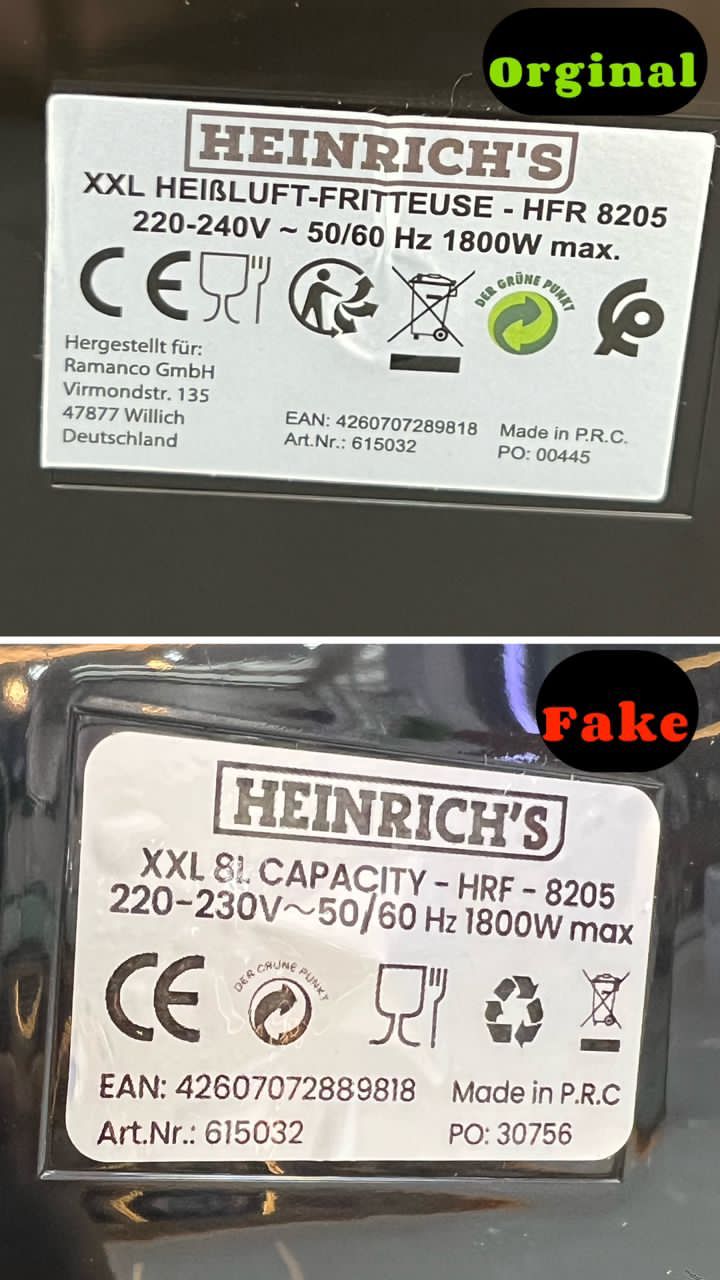 Orginal
HEINRICH'S
XXL HEIßLUFT-FRITTEUSE - HFR 8205
220-240V ~ 50/60 Hz 1800W max.
CE
DER GRÜNE PUNKT
Hergestellt für:
Ramanco GmbH
Virmondstr. 135
47877 Willich
Deutschland
EAN: 4260707289818
Art.Nr.: 615032
Made in P.R.C.
PO: 00445
Fake
HEINRICH'S
XXL 8L CAPACITY - HRF - 8205
220-230V~50/60 Hz 1800W max
CE
DER GRUNE PUNKT
EAN: 42607072889818
Made in P.R.C
Art.Nr.: 615032
PO: 30756